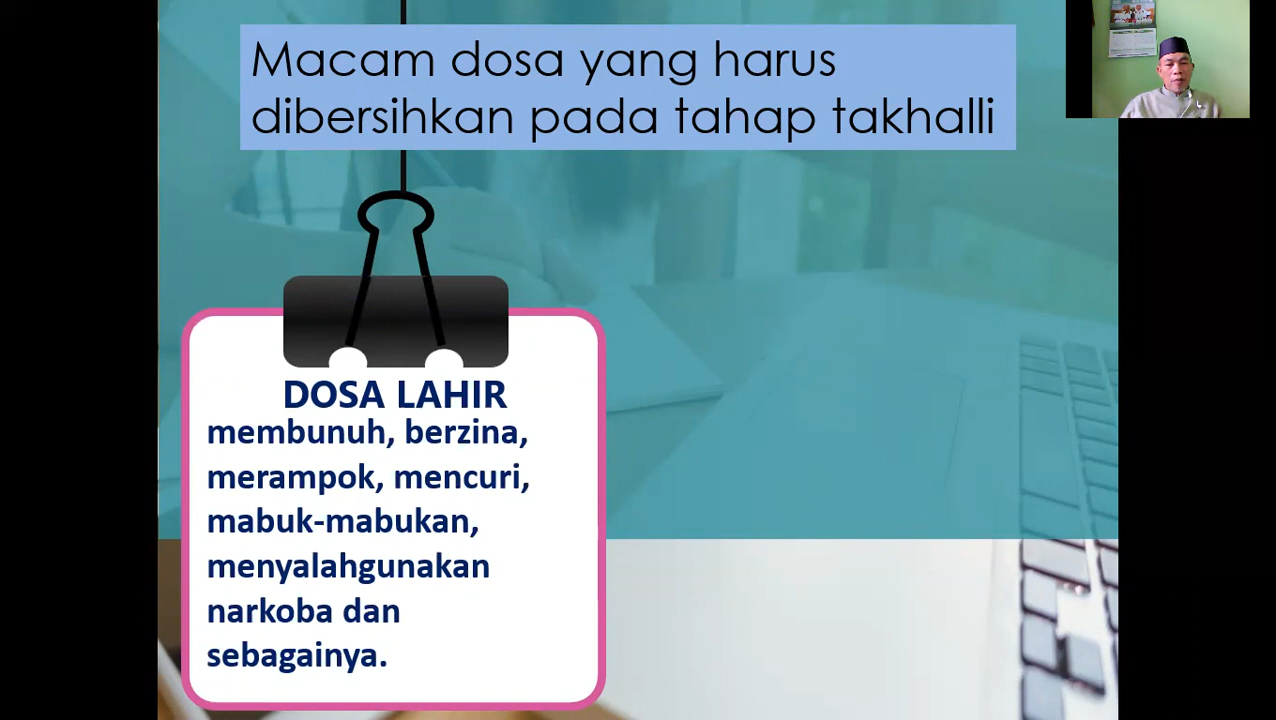 Macam dosa yang harus
dibersihkan pada tahap takhalli
DOSA LAHIR
membunuh, berzina,
merampok, mencuri,
mabuk-mabukan,
menyalahgunakan
narkoba dan
sebagainya.